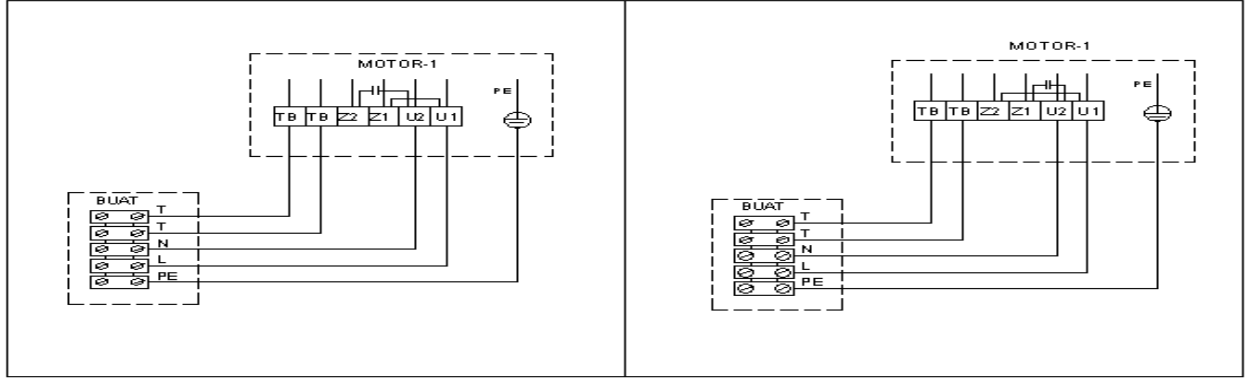 MOTOR-1
PE
TB TB Z2 Z1 U2 U1
BUAT
T
T
N
L
PE
MOTOR-1
PE
TB TB Z2 Z1 U2 U1
BUAT
T
T
N
L
PE